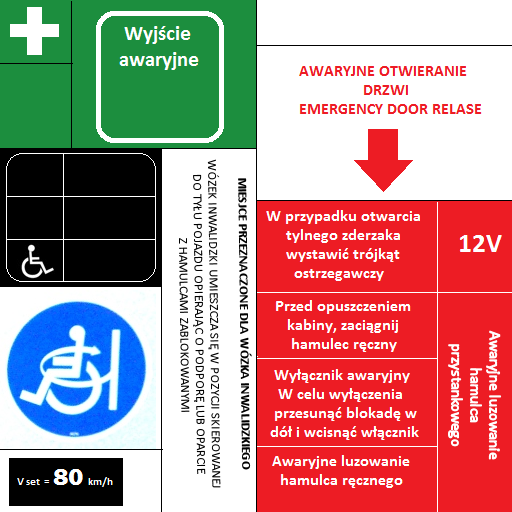 Wyjście
awaryjne
AWARYJNE OTWIERANIE
DRZWI
EMERGENCY DOOR RELASE
MIESJCE PRZEZNACZONE DLA WÓZKA INWALIDZKIEGO
WÓZEK INWALIDZKI UMIESZCZA SIĘ W POZYCJI SKIEROWANEJ
DO TYŁU POJAZDU OPIERAJĄC O PODPORĘ LUB OPARCIE
Z HAMULCAMI ZABLOKOWANYMI
W przypadku otwarcia
tylnego zderzaka
wystawić trójkąt
ostrzegawczy
12V
Przed opuszczeniem
kabiny, zaciągnij
hamulec ręczny
Wyłącznik awaryjny
W celu wyłączenia
przesunąć blokadę w
dół i wcisnąć włącznik
Awaryjne luzowanie
hamulca ręcznego
Awaryjne luzowanie
hamulca
przystankowego
V set = 80 km/h